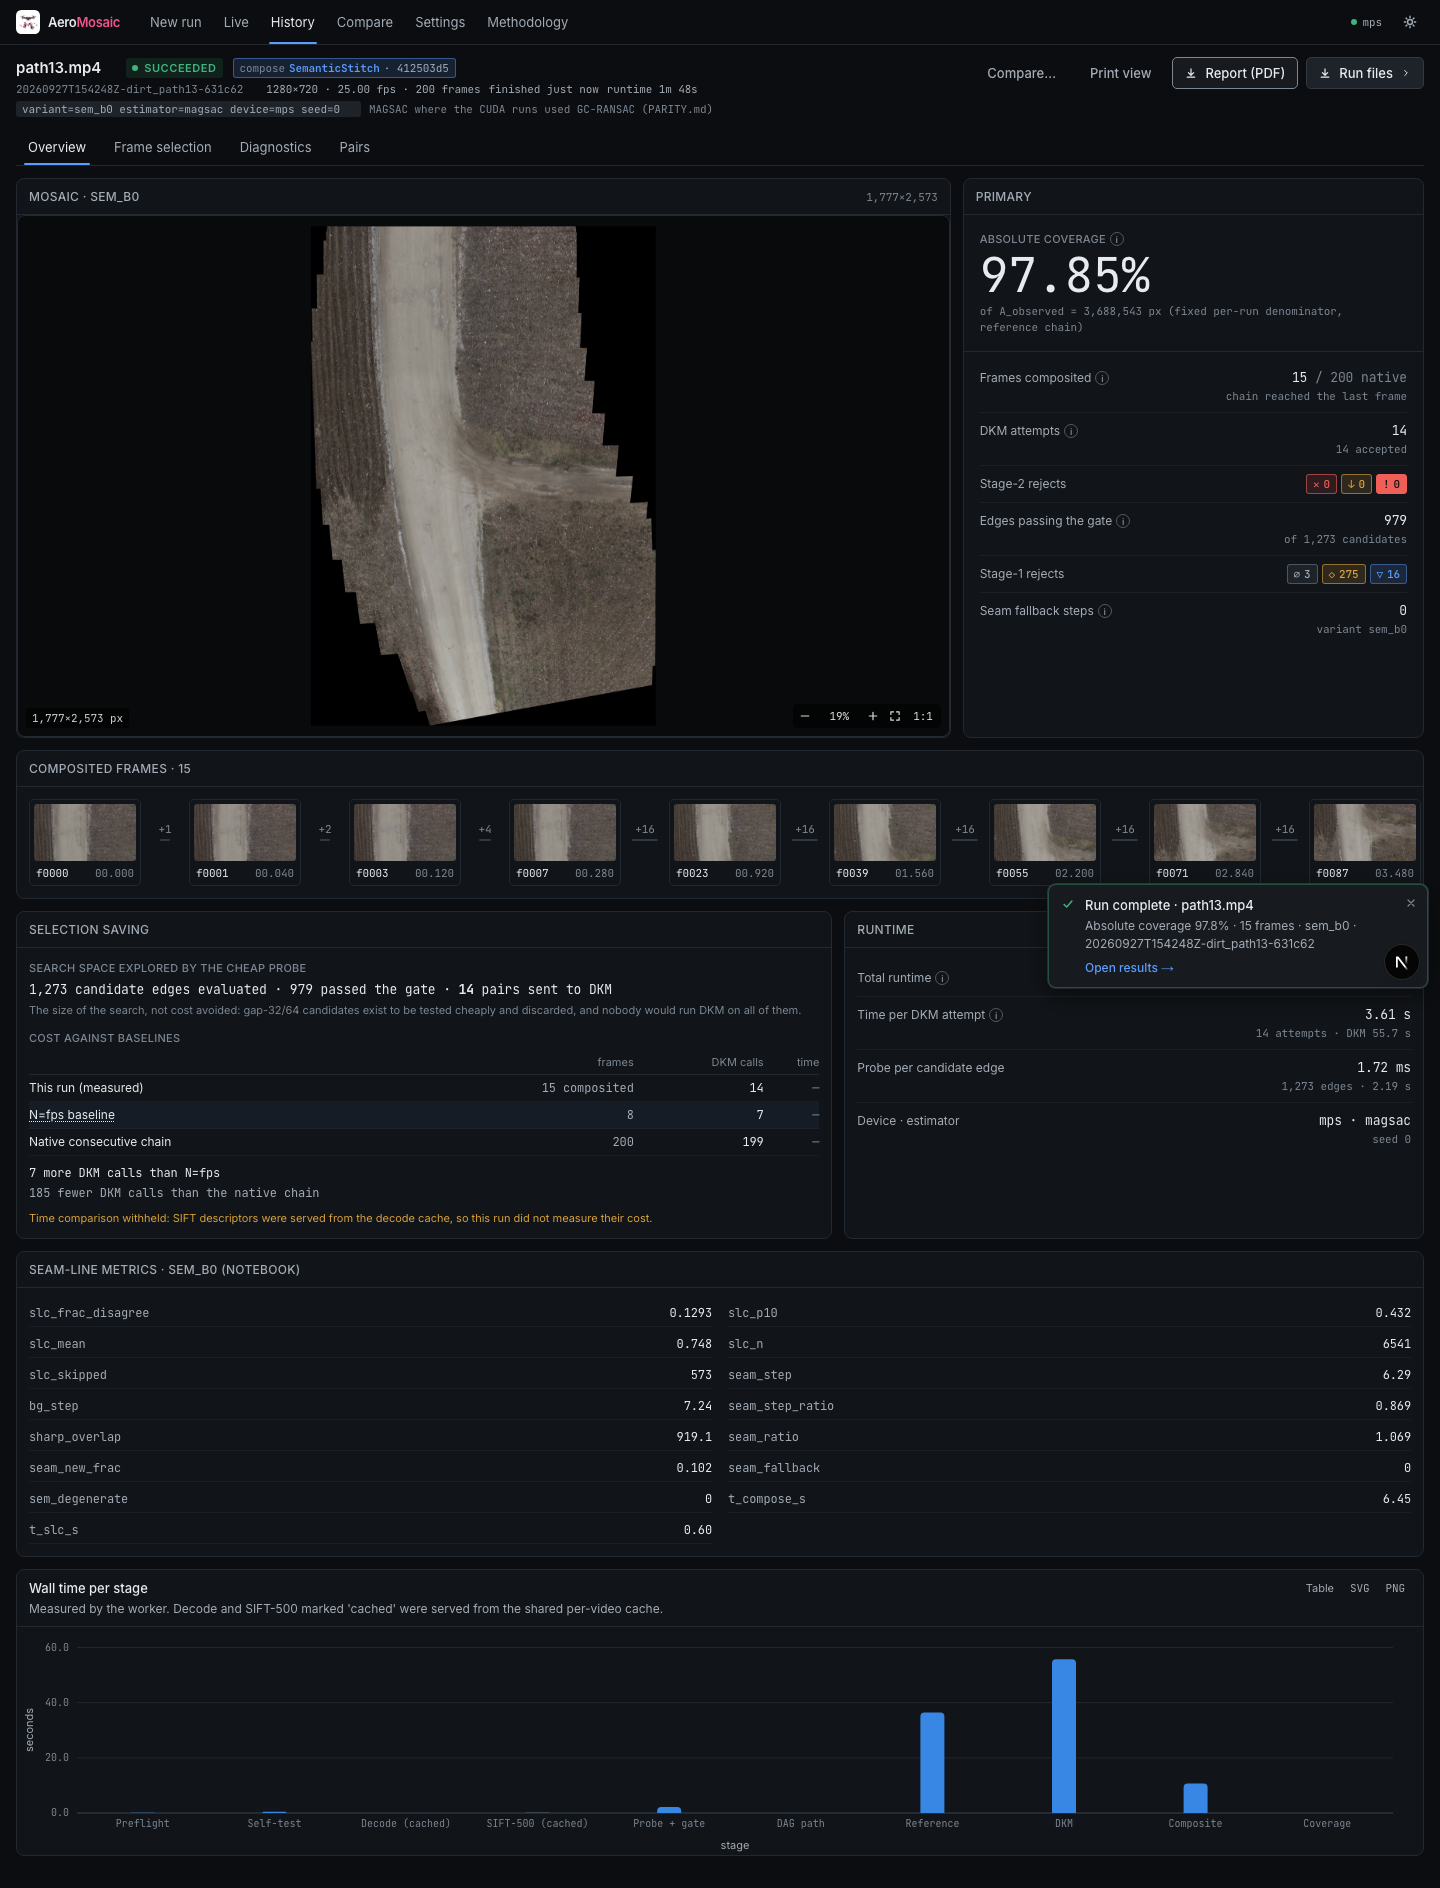 AeroMosaic New run Live History Compare Settings Methodology mps
path13.mp4 SUCCEEDED compose SemanticStitch · 412503d5 Compare... Print view Report (PDF) Run files
20260927T154248Z-dirt_path13-631c62 1280×720 · 25.00 fps · 200 frames finished just now runtime 1m 48s
variant=sem_b0 estimator=magsac device=mps seed=0 MAGSAC where the CUDA runs used GC-RANSAC (PARITY.md)
Overview Frame selection Diagnostics Pairs
MOSAIC · SEM_B0 1,777×2,573
1,777×2,573 px − 19% + 1:1
PRIMARY
ABSOLUTE COVERAGE
97.85%
of A_observed = 3,688,543 px (fixed per-run denominator,
reference chain)
Frames composited 15 / 200 native
chain reached the last frame
DKM attempts 14
14 accepted
Stage-2 rejects × 0 ↓ 0 ! 0
Edges passing the gate 979
of 1,273 candidates
Stage-1 rejects ⌀ 3 ◇ 275 ▽ 16
Seam fallback steps 0
variant sem_b0
COMPOSITED FRAMES · 15
+1 +2 +4 +16 +16 +16 +16 +16
f0000 00.000 f0001 00.040 f0003 00.120 f0007 00.280 f0023 00.920 f0039 01.560 f0055 02.200 f0071 02.840 f0087 03.480
Run complete · path13.mp4
Absolute coverage 97.8% · 15 frames · sem_b0 ·
20260927T154248Z-dirt_path13-631c62
Open results →
N
SELECTION SAVING
SEARCH SPACE EXPLORED BY THE CHEAP PROBE
1,273 candidate edges evaluated · 979 passed the gate · 14 pairs sent to DKM
The size of the search, not cost avoided: gap-32/64 candidates exist to be tested cheaply and discarded, and nobody would run DKM on all of them.
COST AGAINST BASELINES
frames DKM calls time
This run (measured) 15 composited 14 —
N=fps baseline 8 7 —
Native consecutive chain 200 199 —
7 more DKM calls than N=fps
185 fewer DKM calls than the native chain
Time comparison withheld: SIFT descriptors were served from the decode cache, so this run did not measure their cost.
RUNTIME
Total runtime
Time per DKM attempt 3.61 s
14 attempts · DKM 55.7 s
Probe per candidate edge 1.72 ms
1,273 edges · 2.19 s
Device · estimator mps · magsac
seed 0
SEAM-LINE METRICS · SEM_B0 (NOTEBOOK)
slc_frac_disagree 0.1293 slc_p10 0.432
slc_mean 0.748 slc_n 6541
slc_skipped 573 seam_step 6.29
bg_step 7.24 seam_step_ratio 0.869
sharp_overlap 919.1 seam_ratio 1.069
seam_new_frac 0.102 seam_fallback 0
sem_degenerate 0 t_compose_s 6.45
t_slc_s 0.60
Wall time per stage Table SVG PNG
Measured by the worker. Decode and SIFT-500 marked 'cached' were served from the shared per-video cache.
60.0
40.0
20.0
0.0
seconds
Preflight Self-test Decode (cached) SIFT-500 (cached) Probe + gate DAG path Reference DKM Composite Coverage
stage